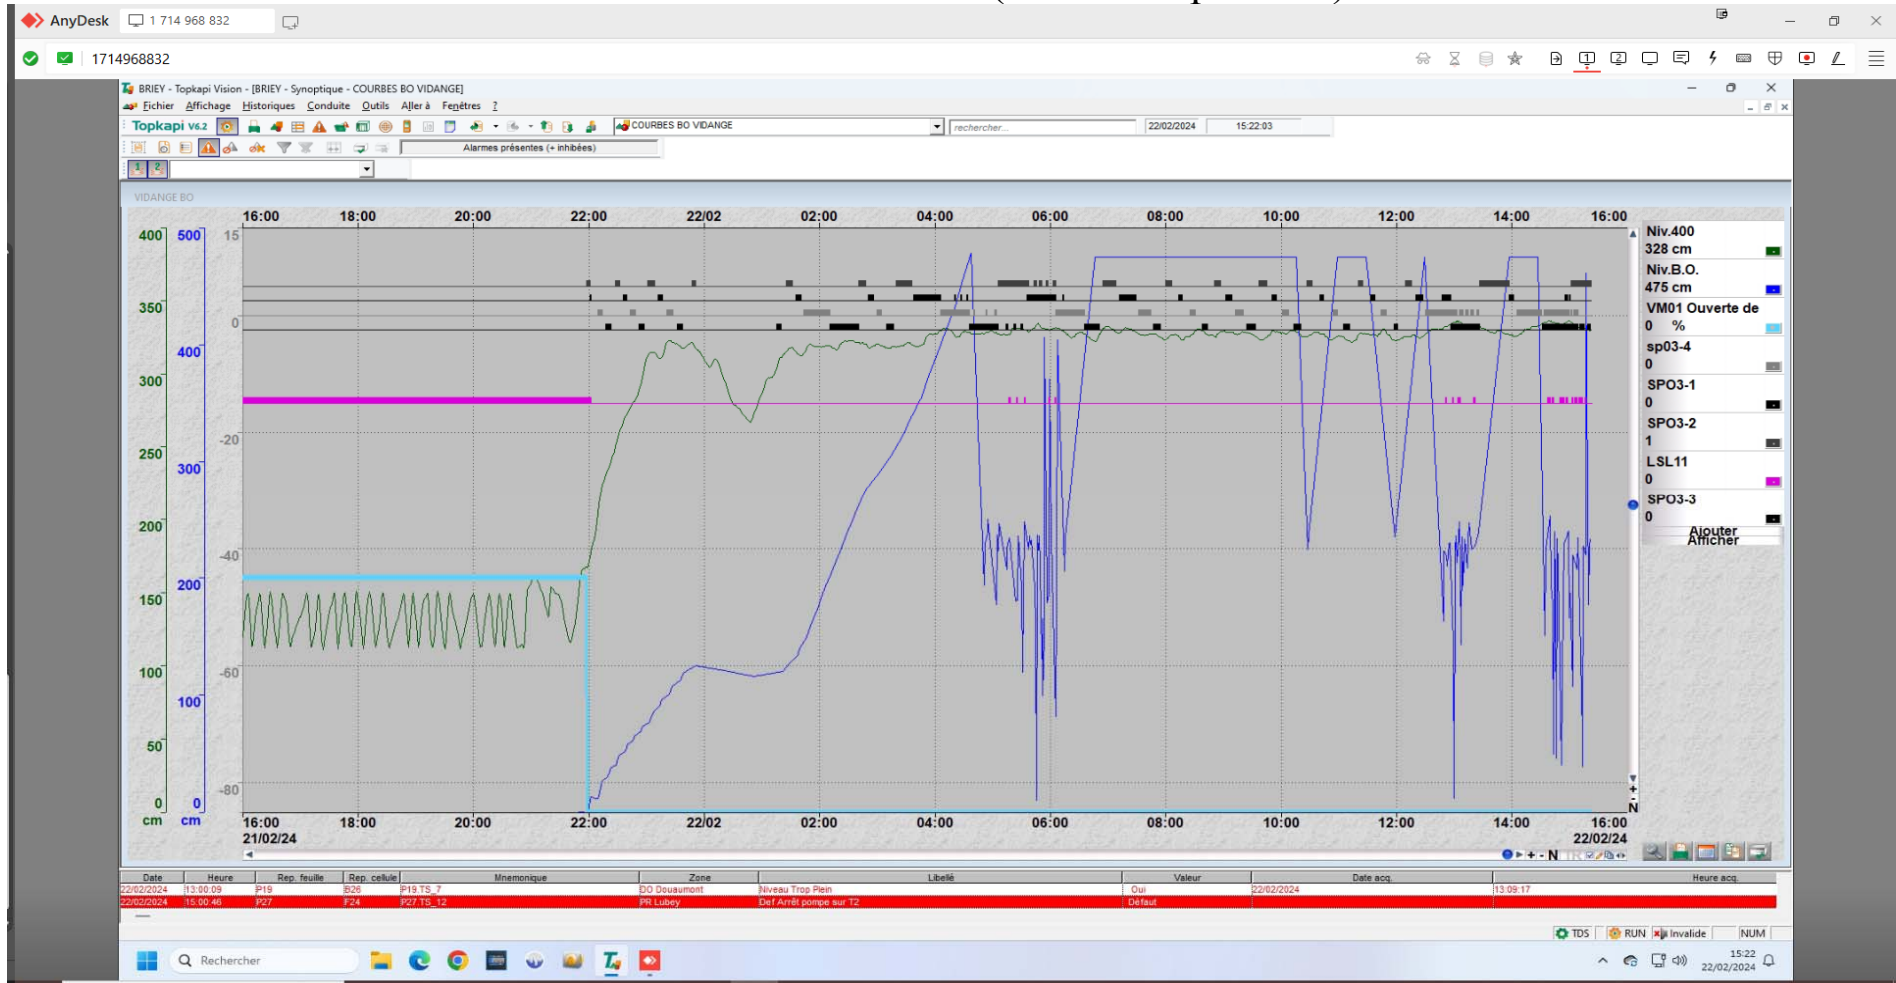 AnyDesk 1 714 968 832
1714968832
BRIEY - Topkapi Vision - [BRIEY - Synoptique - COURBES BO VIDANGE]
Fichier Affichage Historiques Conduite Outils Aller à Fenêtres ?
Topkapi V6.2 COURBES BO VIDANGE rechercher... 22/02/2024 15:22:03
Alarmes présentes (+ inhibées)
1 2
VIDANGE BO
16:00 18:00 20:00 22:00 22/02 02:00 04:00 06:00 08:00 10:00 12:00 14:00 16:00
400 500 15
350 0
400
300
-20
250
300
200
-40
200
150
100
-60
100
50
-80
0 0
cm cm
16:00 18:00 20:00 22:00 22/02 02:00 04:00 06:00 08:00 10:00 12:00 14:00 16:00
21/02/24 22/02/24
Niv.400
328 cm
Niv.B.O.
475 cm
VM01 Ouverte de
0 %
sp03-4
0
SPO3-1
0
SPO3-2
1
LSL11
0
SPO3-3
0
Ajouter
Afficher
+
-
N
+ - N
Date Heure Rep. feuille Rep. cellule Mnemonique Zone Libellé Valeur Date acq. Heure acq.
22/02/2024 13:00:09 P19 B26 P19.TS_7 DO Douaumont Niveau Trop Plein Oui 22/02/2024 13:09:17
22/02/2024 15:00:46 P27 F24 P27.TS_12 PR Lubey Def Arrêt pompe sur T2 Défaut
TDS RUN Invalide NUM
Rechercher
15:22
22/02/2024